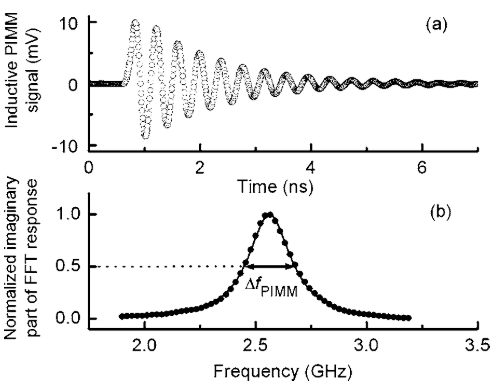 (a)
Inductive PIMM
signal (mV)
10
0
-10
0 2 4 6
Time (ns)
(b)
Normalized imaginary
part of FFT response
1.0
0.5
0.0
ΔfPIMM
2.0 2.5 3.0 3.5
Frequency (GHz)